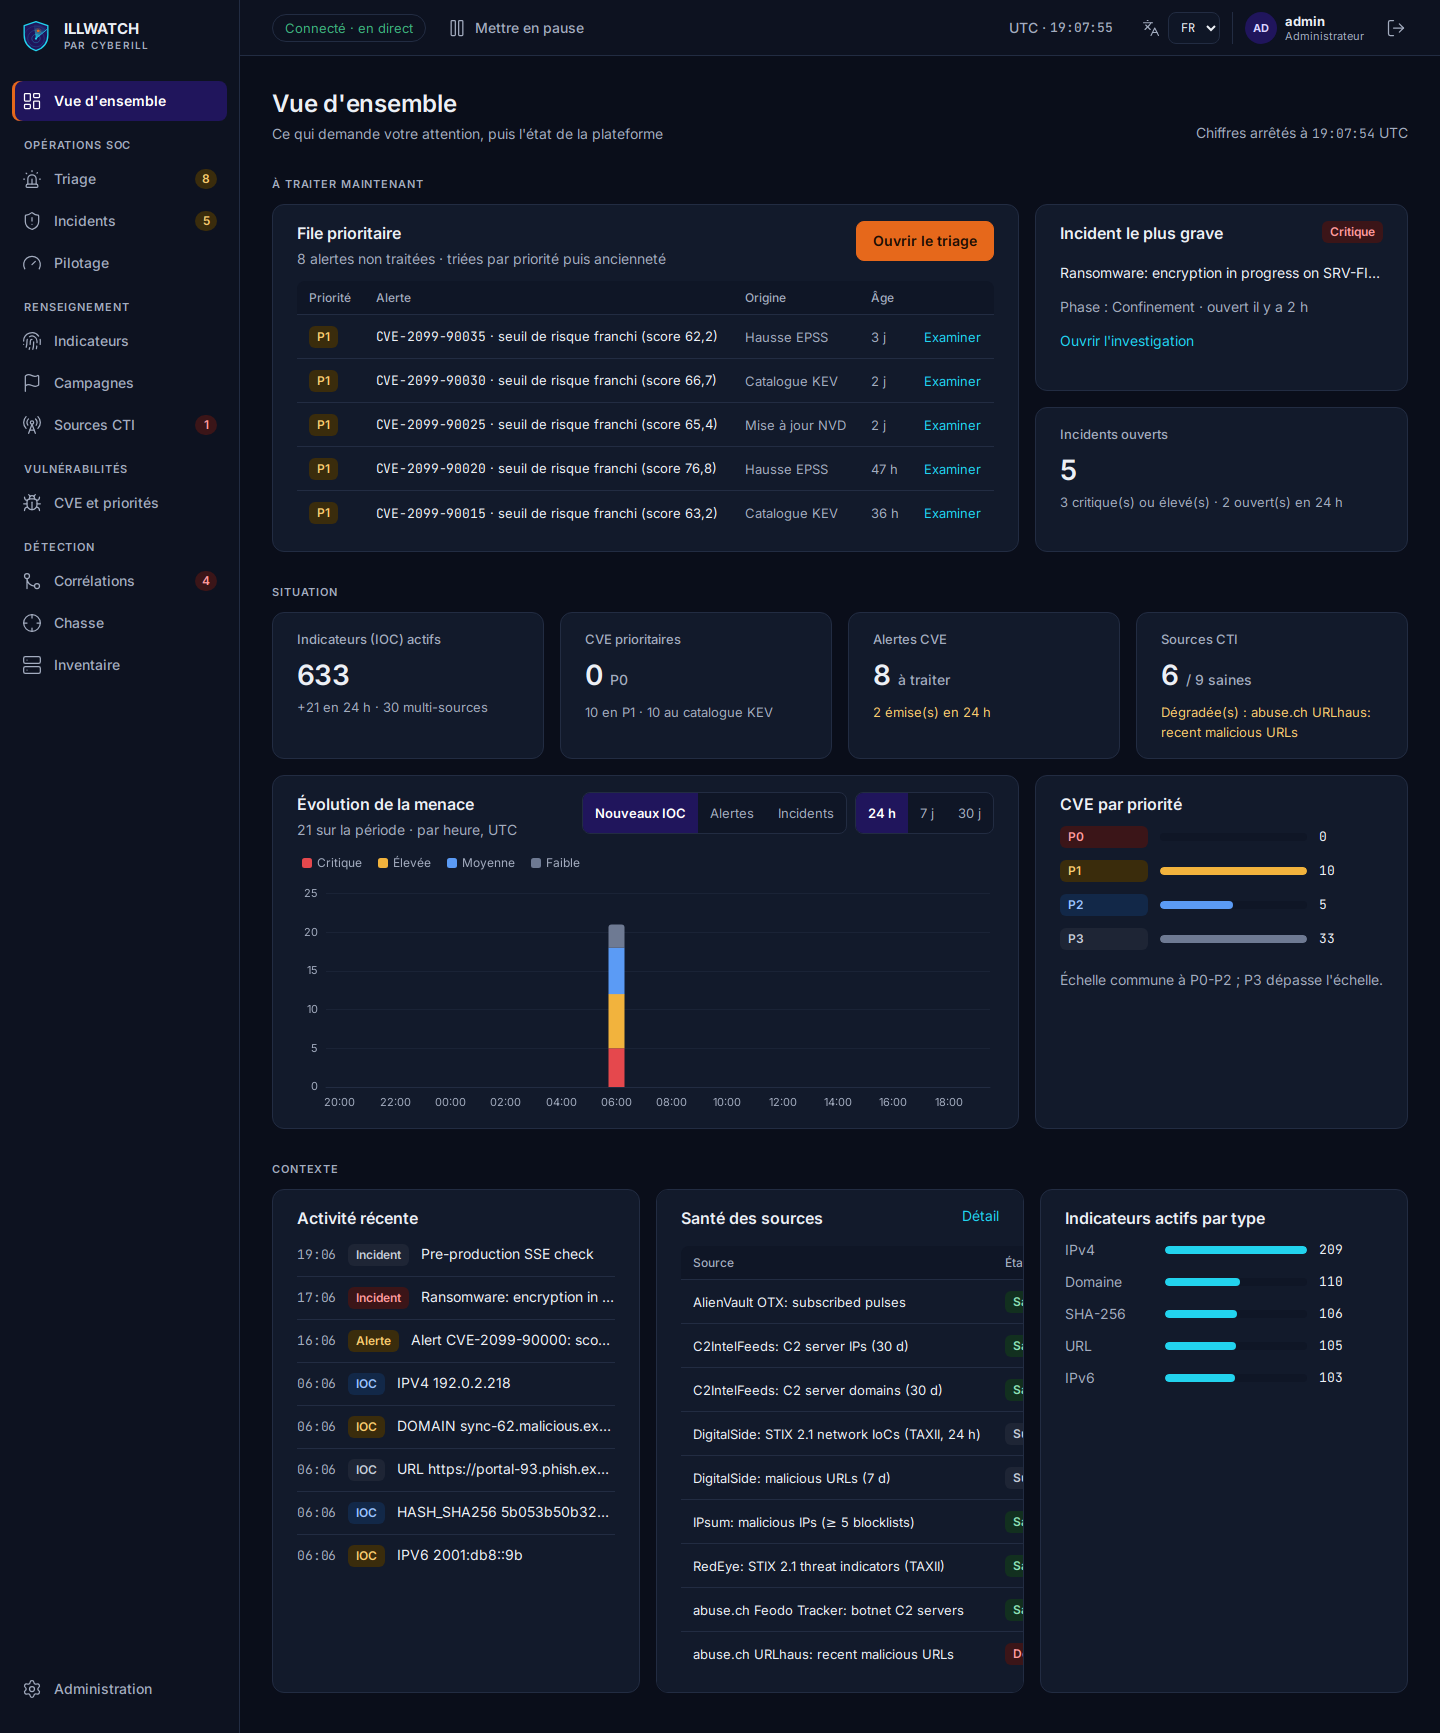 ILLWATCH
PAR CYBERILL
Connecté · en direct
Mettre en pause
UTC · 19:07:55
FR
AD
admin
Administrateur
Vue d'ensemble
OPÉRATIONS SOC
Triage 8
Incidents 5
Pilotage
RENSEIGNEMENT
Indicateurs
Campagnes
Sources CTI 1
VULNÉRABILITÉS
CVE et priorités
DÉTECTION
Corrélations 4
Chasse
Inventaire
Administration
Vue d'ensemble
Ce qui demande votre attention, puis l'état de la plateforme
Chiffres arrêtés à 19:07:54 UTC
À TRAITER MAINTENANT
File prioritaire
8 alertes non traitées · triées par priorité puis ancienneté
Ouvrir le triage
Priorité Alerte Origine Âge
P1 CVE-2099-90035 · seuil de risque franchi (score 62,2) Hausse EPSS 3 j Examiner
P1 CVE-2099-90030 · seuil de risque franchi (score 66,7) Catalogue KEV 2 j Examiner
P1 CVE-2099-90025 · seuil de risque franchi (score 65,4) Mise à jour NVD 2 j Examiner
P1 CVE-2099-90020 · seuil de risque franchi (score 76,8) Hausse EPSS 47 h Examiner
P1 CVE-2099-90015 · seuil de risque franchi (score 63,2) Catalogue KEV 36 h Examiner
Incident le plus grave
Critique
Ransomware: encryption in progress on SRV-FI...
Phase : Confinement · ouvert il y a 2 h
Ouvrir l'investigation
Incidents ouverts
5
3 critique(s) ou élevé(s) · 2 ouvert(s) en 24 h
SITUATION
Indicateurs (IOC) actifs
633
+21 en 24 h · 30 multi-sources
CVE prioritaires
0 P0
10 en P1 · 10 au catalogue KEV
Alertes CVE
8 à traiter
2 émise(s) en 24 h
Sources CTI
6 / 9 saines
Dégradée(s) : abuse.ch URLhaus:
recent malicious URLs
Évolution de la menace
21 sur la période · par heure, UTC
Nouveaux IOC Alertes Incidents
24 h 7 j 30 j
Critique Élevée Moyenne Faible
25
20
15
10
5
0
20:00 22:00 00:00 02:00 04:00 06:00 08:00 10:00 12:00 14:00 16:00 18:00
CVE par priorité
P0 0
P1 10
P2 5
P3 33
Échelle commune à P0-P2 ; P3 dépasse l'échelle.
CONTEXTE
Activité récente
19:06 Incident Pre-production SSE check
17:06 Incident Ransomware: encryption in ...
16:06 Alerte Alert CVE-2099-90000: sco...
06:06 IOC IPV4 192.0.2.218
06:06 IOC DOMAIN sync-62.malicious.ex...
06:06 IOC URL https://portal-93.phish.ex...
06:06 IOC HASH_SHA256 5b053b50b32...
06:06 IOC IPV6 2001:db8::9b
Santé des sources
Détail
Source Éta
AlienVault OTX: subscribed pulses
C2IntelFeeds: C2 server IPs (30 d)
C2IntelFeeds: C2 server domains (30 d)
DigitalSide: STIX 2.1 network IoCs (TAXII, 24 h)
DigitalSide: malicious URLs (7 d)
IPsum: malicious IPs (≥ 5 blocklists)
RedEye: STIX 2.1 threat indicators (TAXII)
abuse.ch Feodo Tracker: botnet C2 servers
abuse.ch URLhaus: recent malicious URLs
Indicateurs actifs par type
IPv4 209
Domaine 110
SHA-256 106
URL 105
IPv6 103